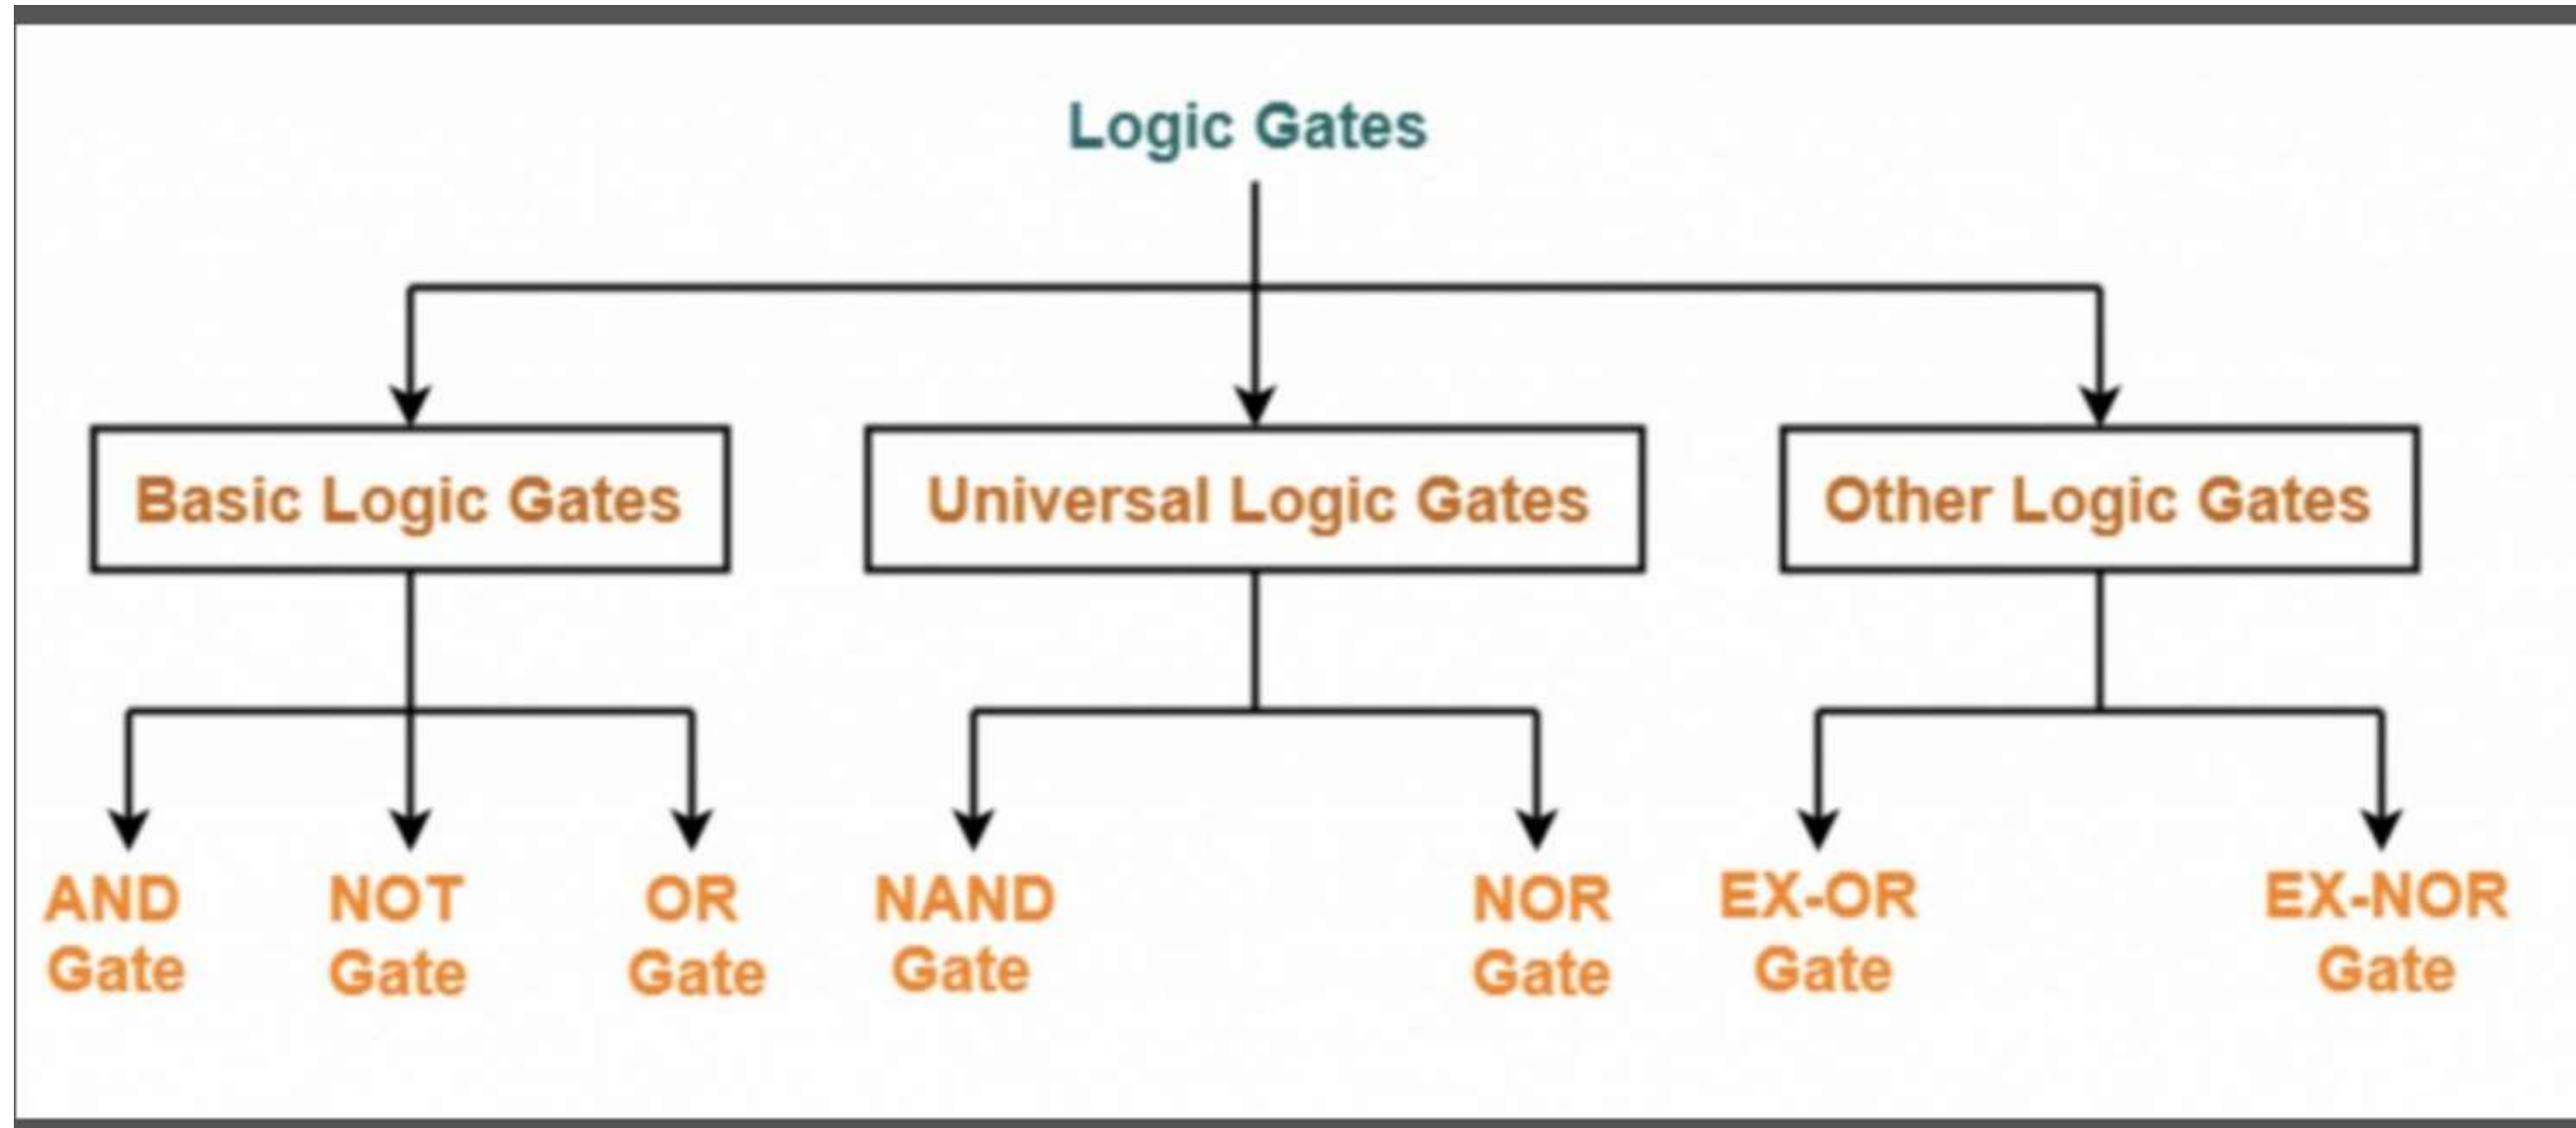 Logic Gates
Basic Logic Gates
Universal Logic Gates
Other Logic Gates
AND
Gate
NOT
Gate
OR
Gate
NAND
Gate
NOR
Gate
EX-OR
Gate
EX-NOR
Gate